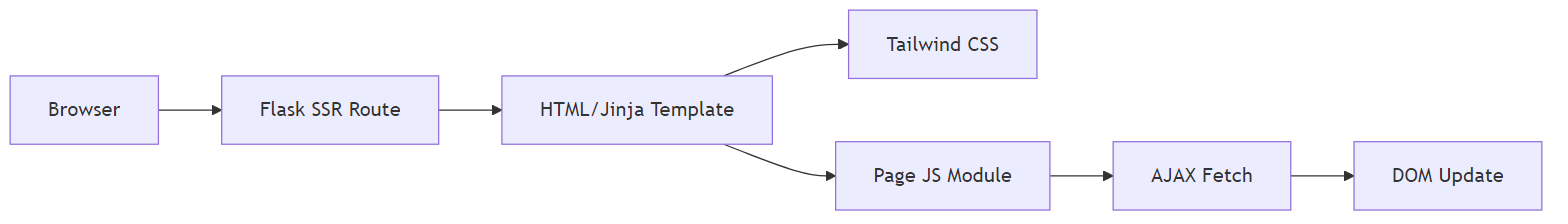 Browser
Flask SSR Route
HTML/Jinja Template
Tailwind CSS
Page JS Module
AJAX Fetch
DOM Update